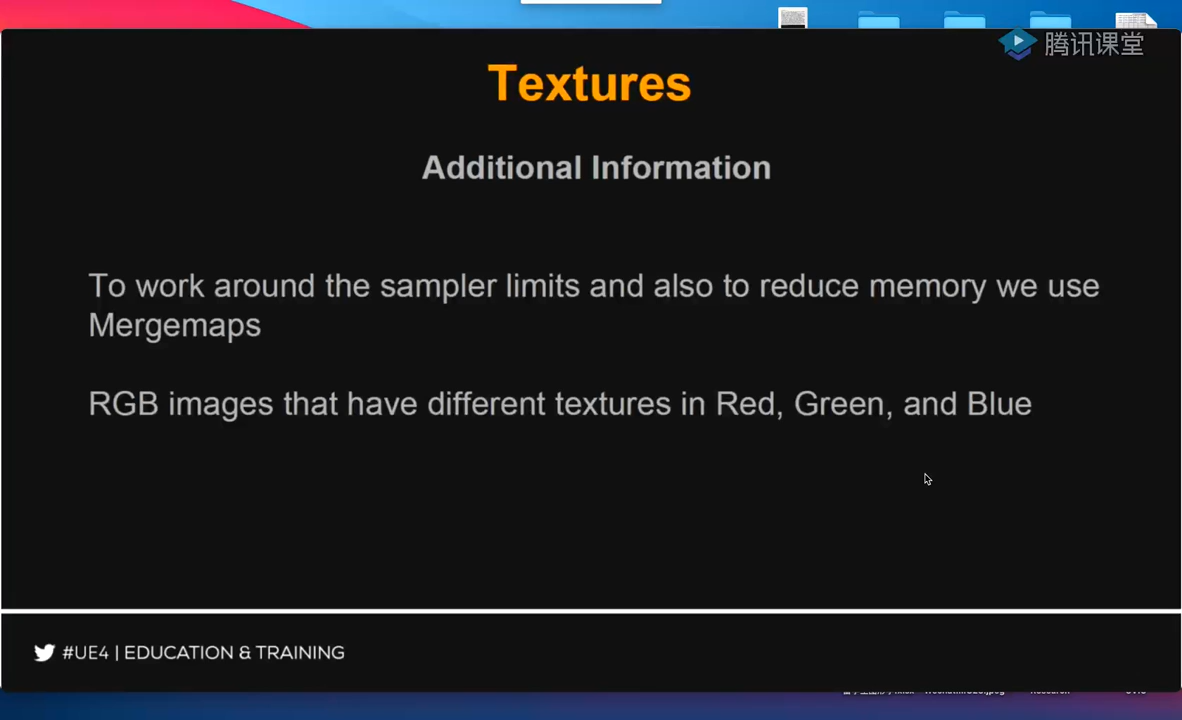 腾讯课堂
Textures
Additional Information
To work around the sampler limits and also to reduce memory we use
Mergemaps
RGB images that have different textures in Red, Green, and Blue
#UE4 | EDUCATION & TRAINING